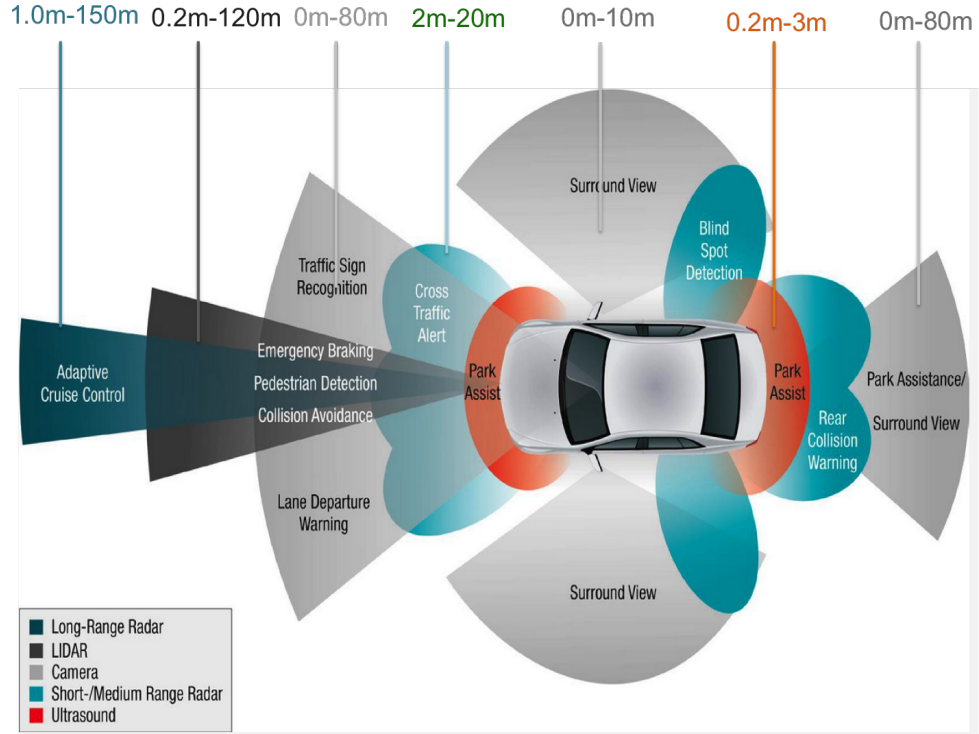 1.0m-150m
0.2m-120m
0m-80m
2m-20m
0m-10m
0.2m-3m
0m-80m
Surround View
Blind
Spot
Detection
Traffic Sign
Recognition
Cross
Traffic
Alert
Emergency Braking
Pedestrian Detection
Collision Avoidance
Adaptive
Cruise Control
Park
Assist
Park
Assist
Park Assistance/
Surround View
Rear
Collision
Warning
Lane Departure
Warning
Surround View
Long-Range Radar
LIDAR
Camera
Short-/Medium Range Radar
Ultrasound